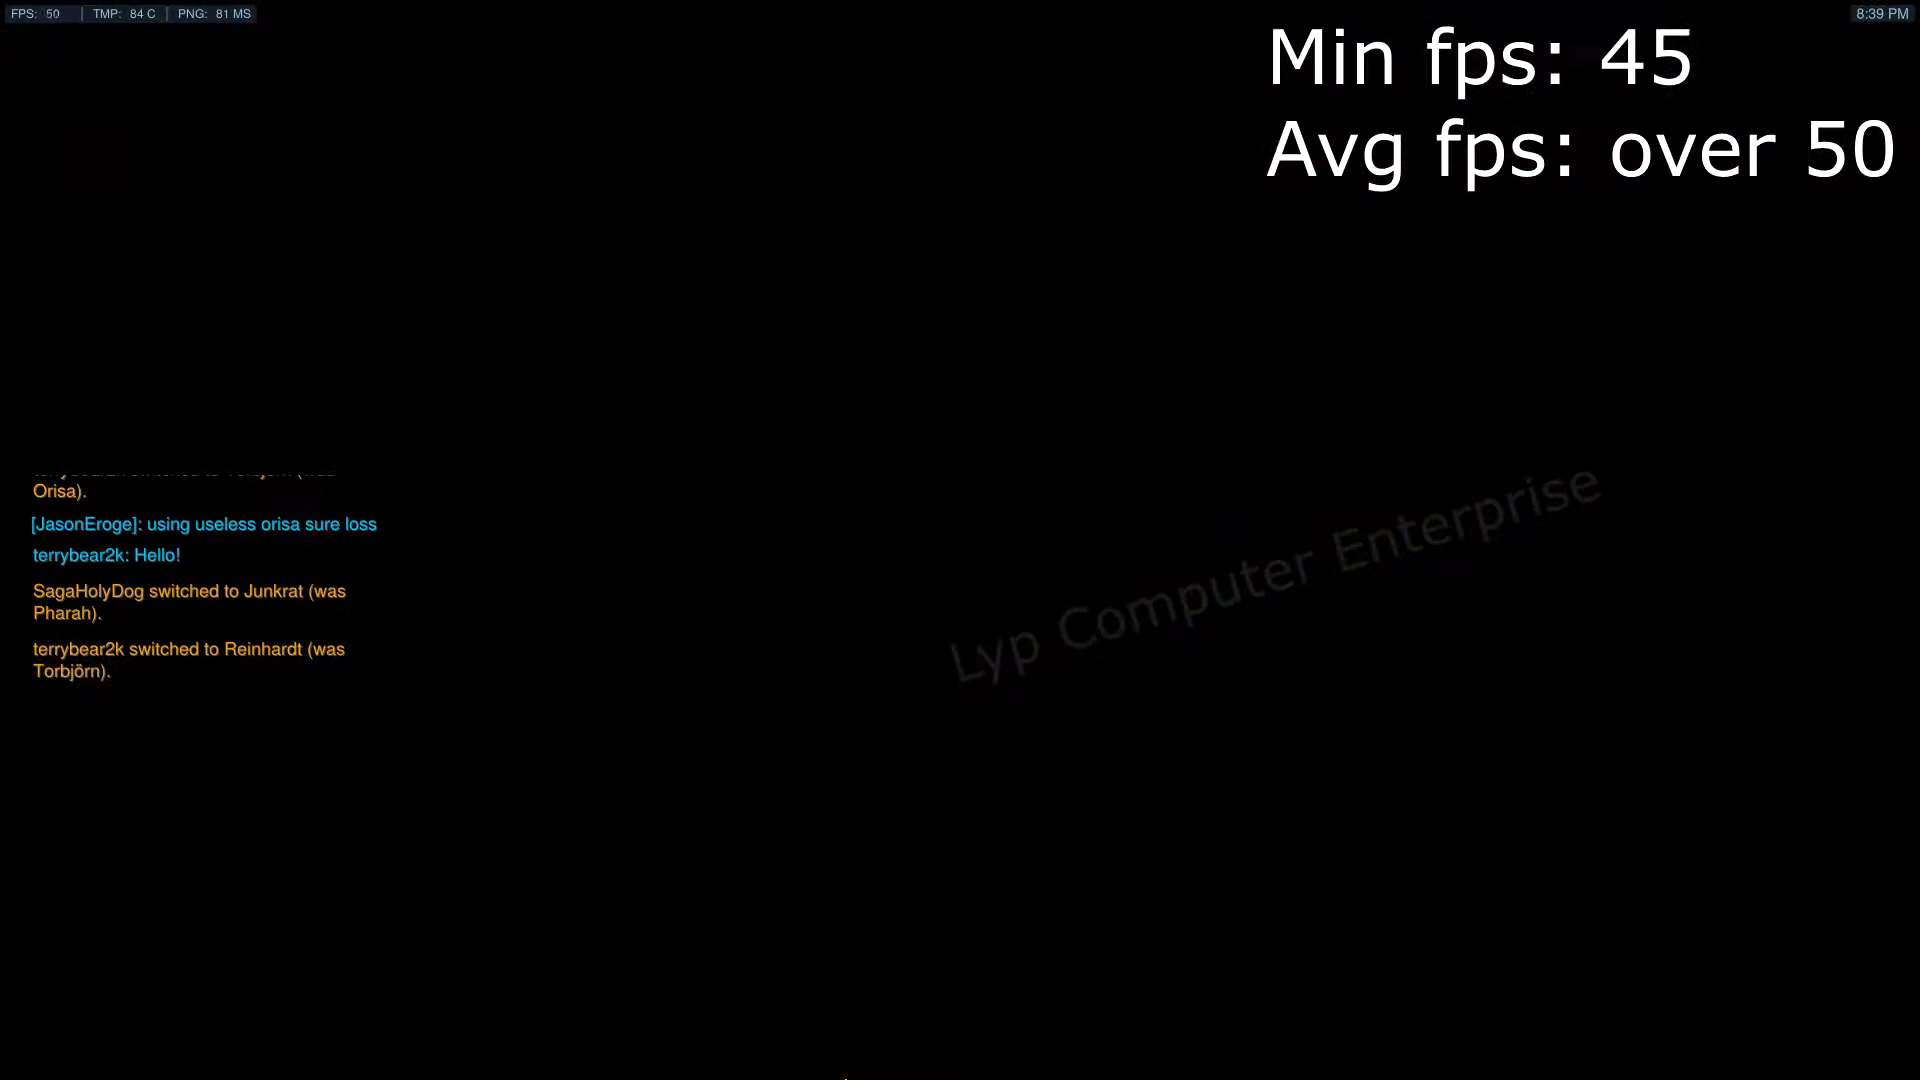 FPS: 50 | TMP: 84 C | PNG: 81 MS
8:39 PM
Min fps: 45
Avg fps: over 50
Orisa).
[JasonEroge]: using useless orisa sure loss
terrybear2k: Hello!
SagaHolyDog switched to Junkrat (was
Pharah).
terrybear2k switched to Reinhardt (was
Torbjörn).
Lyp Computer Enterprise